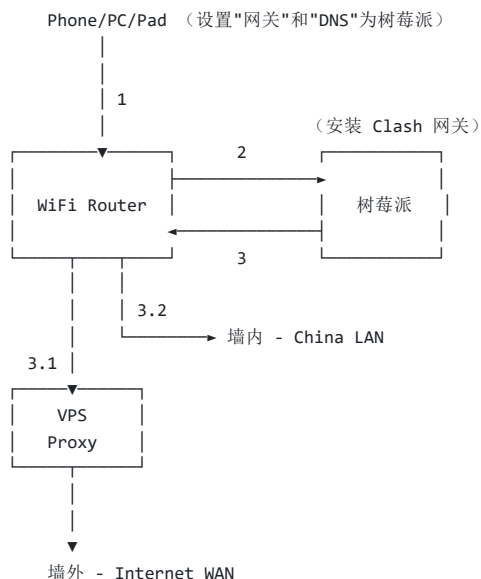 Phone/PC/Pad （设置"网关"和"DNS"为树莓派）
1
（安装 Clash 网关）
2
WiFi Router
树莓派
3
3.2
墙内 - China LAN
3.1
VPS
Proxy
墙外 - Internet WAN